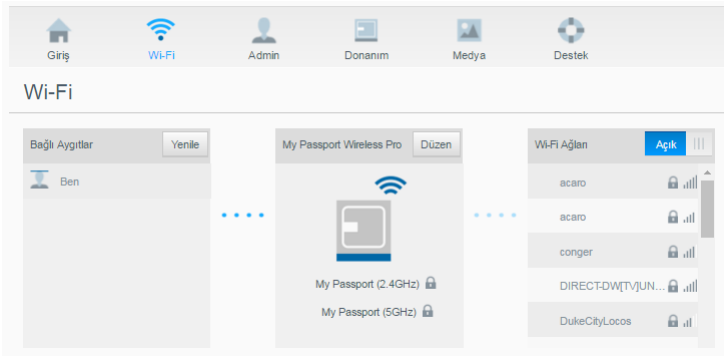 Giriş
Wi-Fi
Admin
Donanım
Medya
Destek
Wi-Fi
Bağlı Aygıtlar
Yenile
Ben
My Passport Wireless Pro
Düzen
My Passport (2.4GHz)
My Passport (5GHz)
Wi-Fi Ağları
Açık
acaro
acaro
conger
DIRECT-DW[TV]UN...
DukeCityLocos